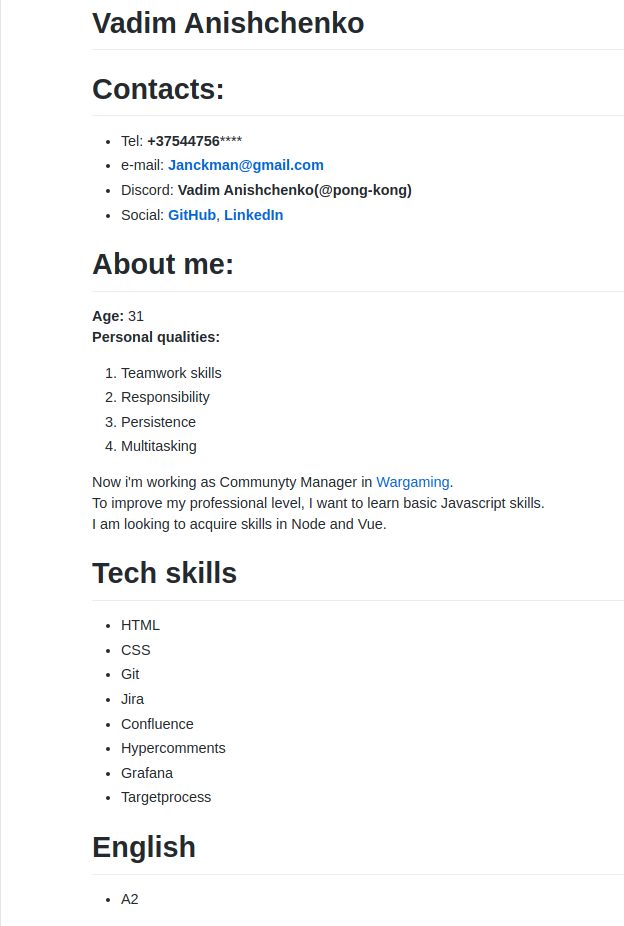 Vadim Anishchenko
Contacts:
Tel: +37544756****
e-mail: Janckman@gmail.com
Discord: Vadim Anishchenko(@pong-kong)
Social: GitHub, LinkedIn
About me:
Age: 31
Personal qualities:
1. Teamwork skills
2. Responsibility
3. Persistence
4. Multitasking
Now i'm working as Communyty Manager in Wargaming.
To improve my professional level, I want to learn basic Javascript skills.
I am looking to acquire skills in Node and Vue.
Tech skills
HTML
CSS
Git
Jira
Confluence
Hypercomments
Grafana
Targetprocess
English
A2